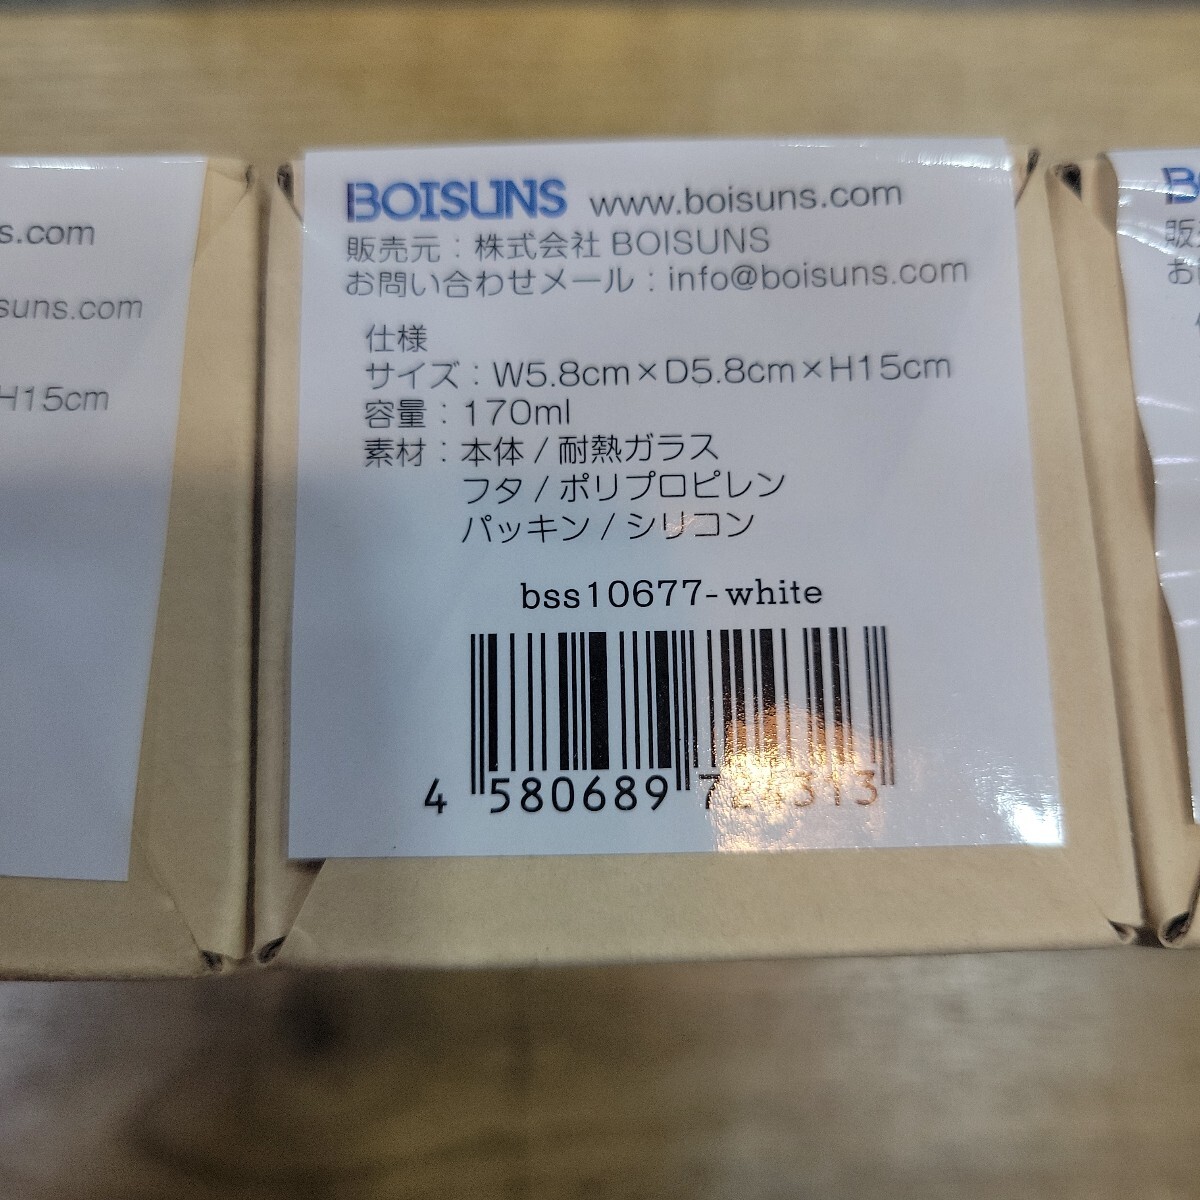 s.com
suns.com
H15cm
BOISUNS www.boisuns.com
販売元：株式会社 BOISUNS
お問い合わせメール：info@boisuns.com
仕様
サイズ：W5.8cm×D5.8cm×H15cm
容量：170ml
素材：本体 / 耐熱ガラス
フタ / ポリプロピレン
パッキン / シリコン
bss10677-white
4 580689